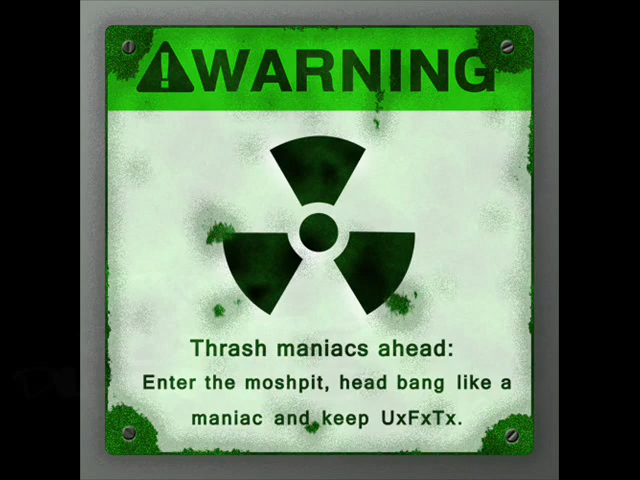 WARNING
Thrash maniacs ahead:
Enter the moshpit, head bang like a
maniac and keep UxFxTx.